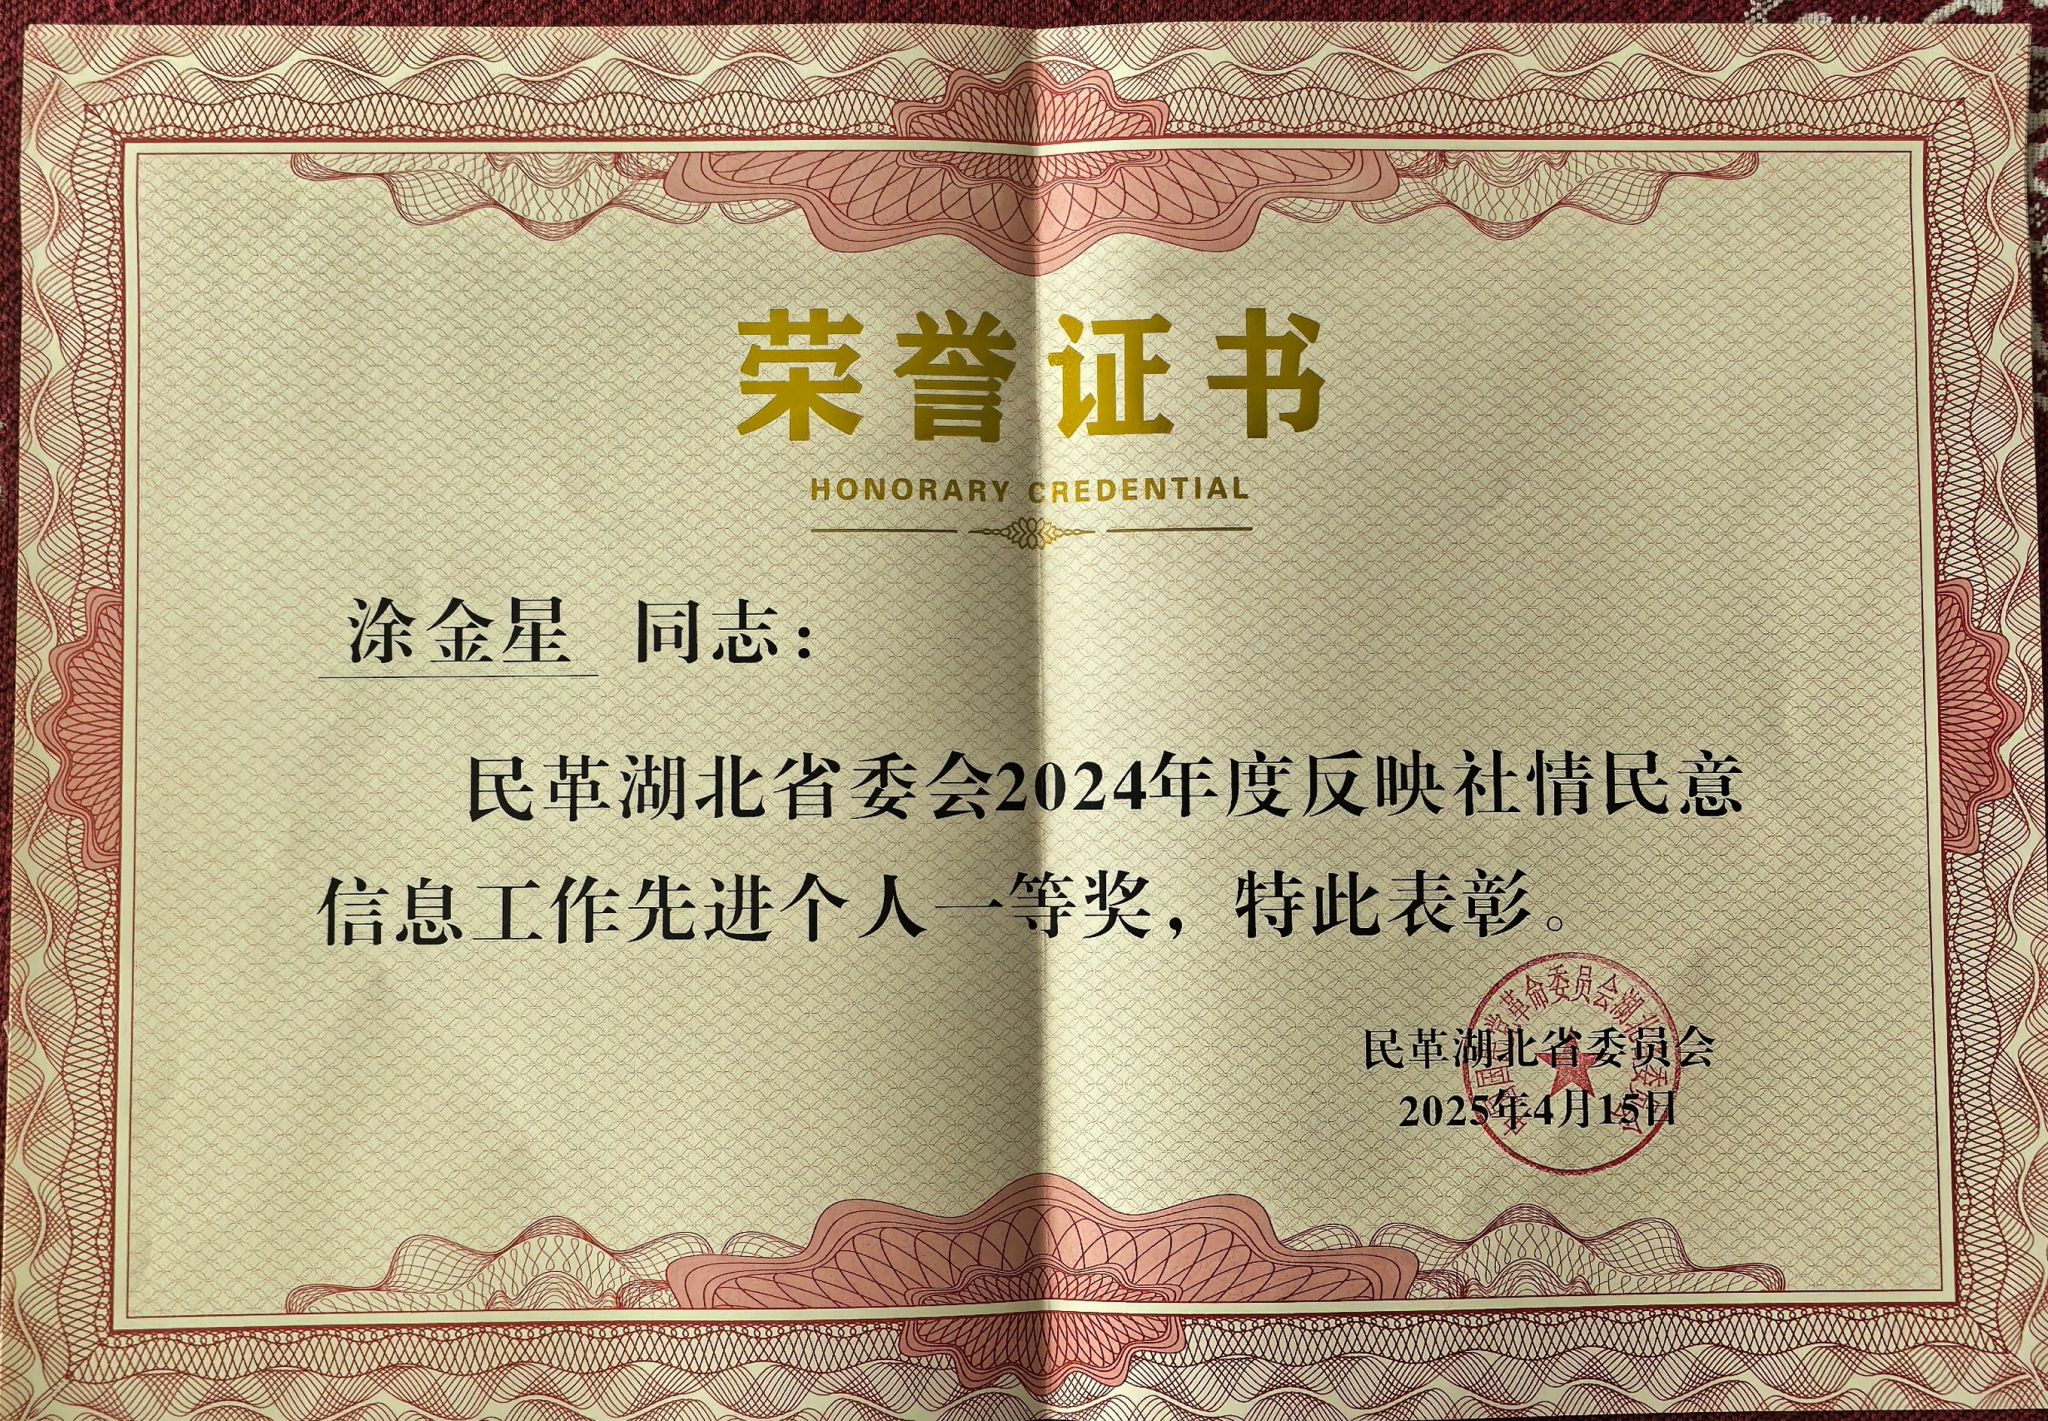 荣誉证书
HONORARY CREDENTIAL
涂金星 同志：
民革湖北省委会2024年度反映社情民意
信息工作先进个人一等奖，特此表彰。
民革湖北省委员会
2025年4月15日